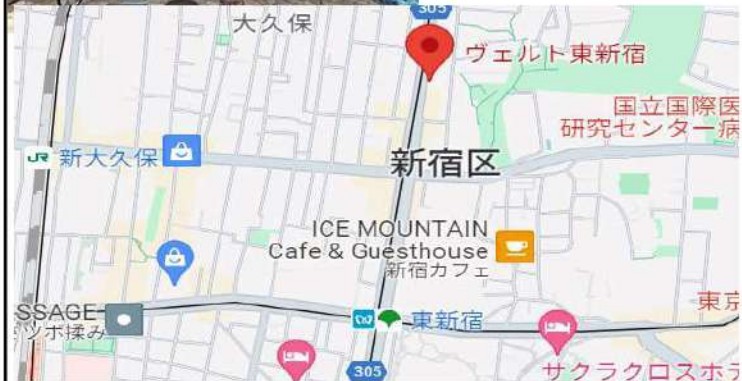 305
大久保
ヴェルト東新宿
国立国際医
研究センター病
JR 新大久保
新宿区
ICE MOUNTAIN
Cafe & Guesthouse
新宿カフェ
SSAGE
ツボ揉み
東新宿
東京
305
サクラクロスホテ